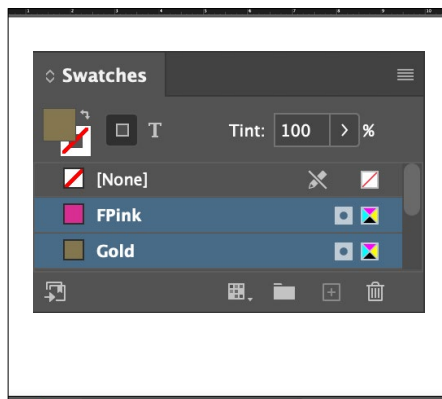 Swatches
T Tint: 100 %
[None]
FPink
Gold